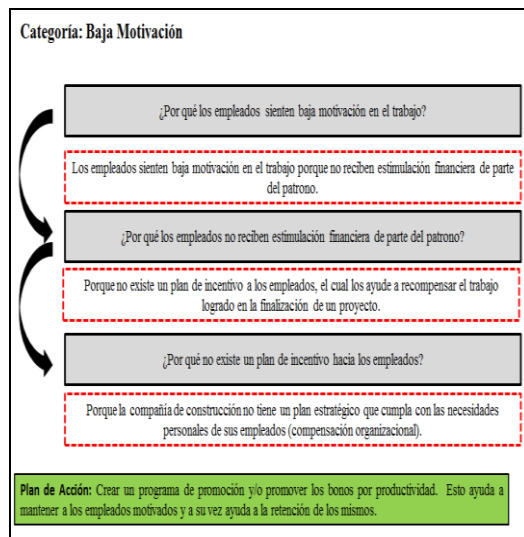 Categoría: Baja Motivación
¿Por qué los empleados sienten baja motivación en el trabajo?
Los empleados sienten baja motivación en el trabajo porque no reciben estimulación financiera de parte
del patrono.
¿Por qué los empleados no reciben estimulación financiera de parte del patrono?
Porque no existe un plan de incentivo a los empleados, el cual los ayude a recompensar el trabajo
logrado en la finalización de un proyecto.
¿Por qué no existe un plan de incentivo hacia los empleados?
Porque la compañía de construcción no tiene un plan estratégico que cumpla con las necesidades
personales de sus empleados (compensación organizacional).
Plan de Acción: Crear un programa de promoción y/o promover los bonos por productividad. Esto ayuda a
mantener a los empleados motivados y a su vez ayuda a la retención de los mismos.